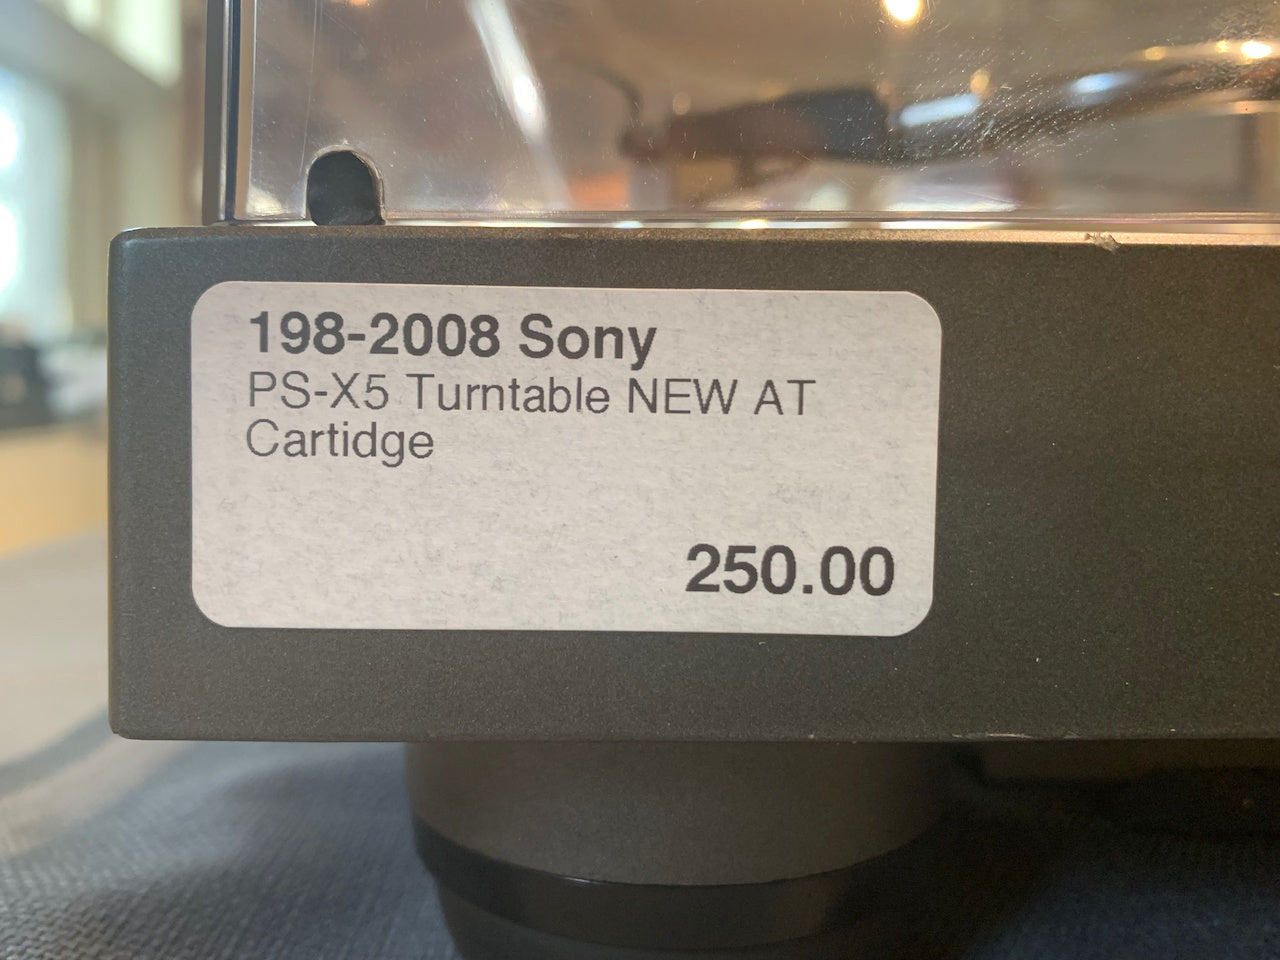 198-2008 Sony
PS-X5 Turntable NEW AT
Cartidge
250.00